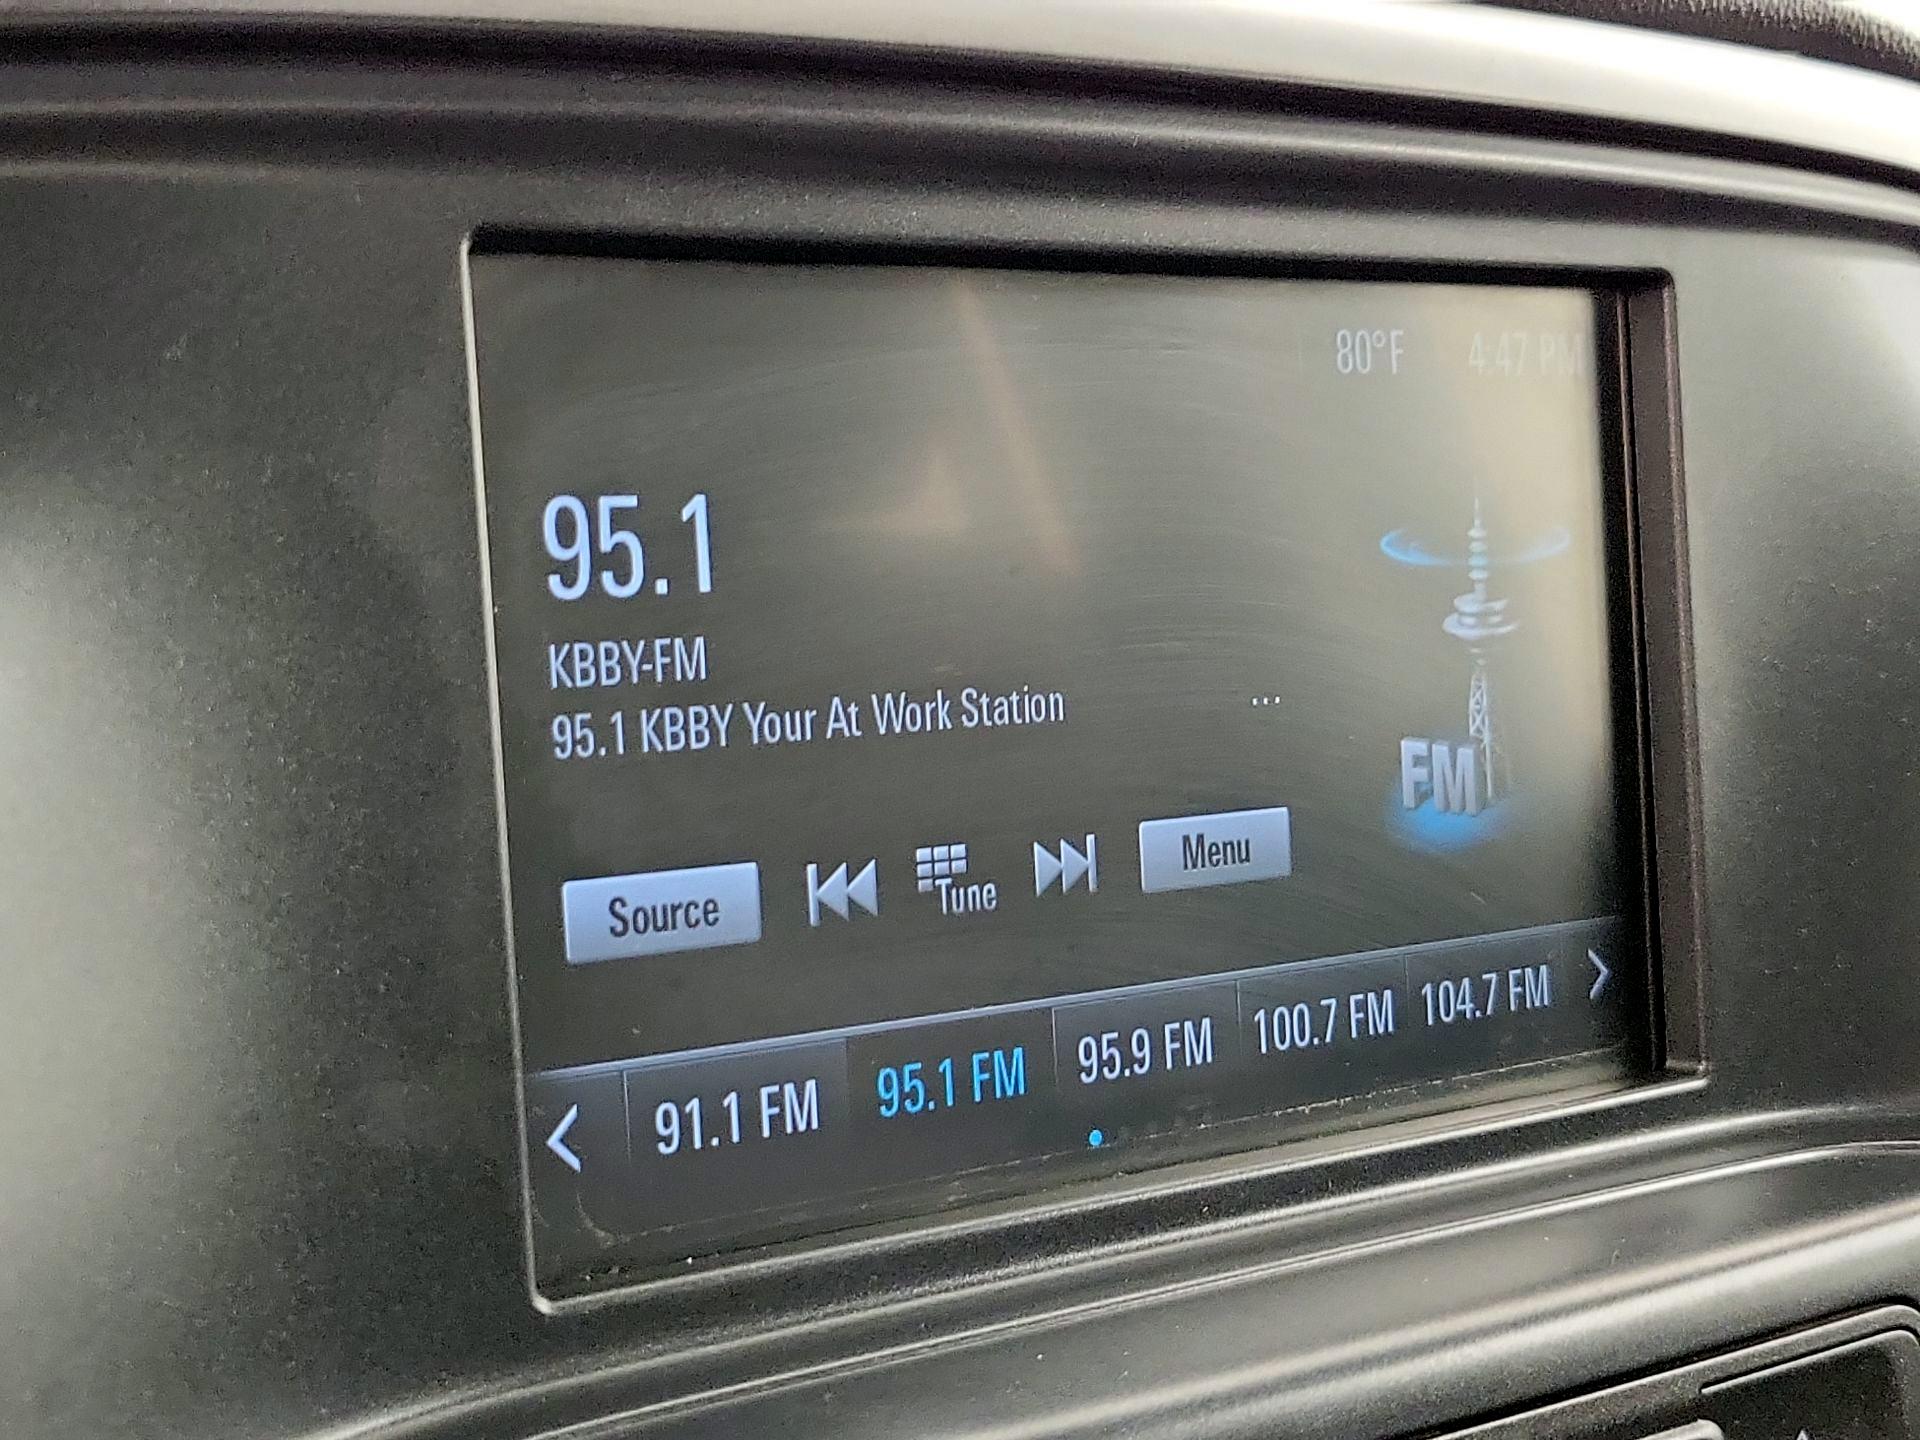 80°F 4:47 PM
95.1
KBBY-FM
95.1 KBBY Your At Work Station ...
FM
Source Tune Menu
91.1 FM 95.1 FM 95.9 FM 100.7 FM 104.7 FM